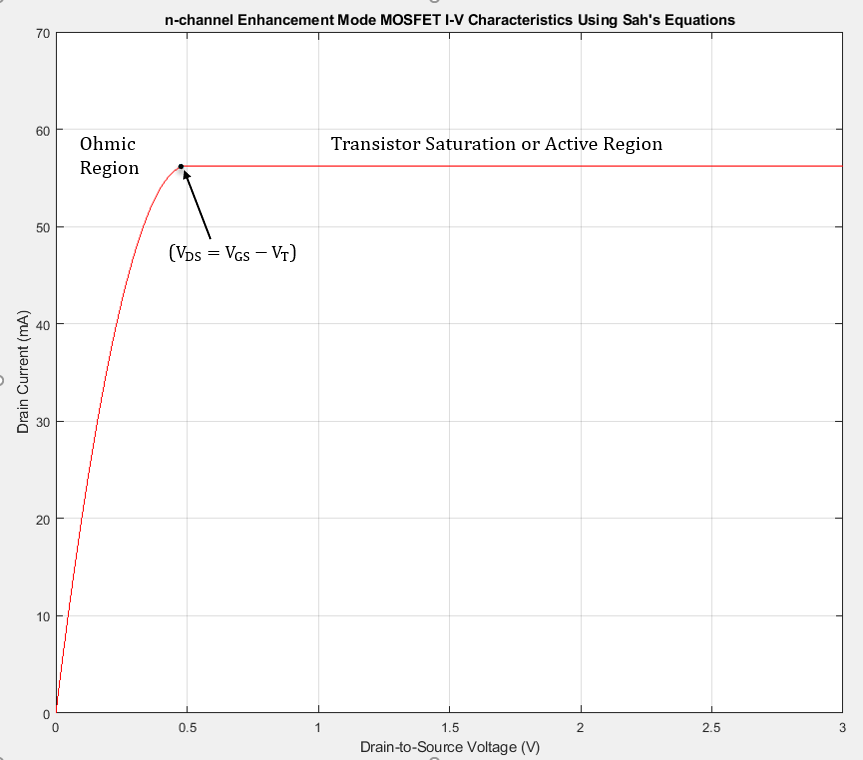 n-channel Enhancement Mode MOSFET I-V Characteristics Using Sah's Equations
70
60
50
40
30
20
10
0
Ohmic
Region
Transistor Saturation or Active Region
(V_DS = V_GS − V_T)
Drain Current (mA)
0 0.5 1 1.5 2 2.5 3
Drain-to-Source Voltage (V)